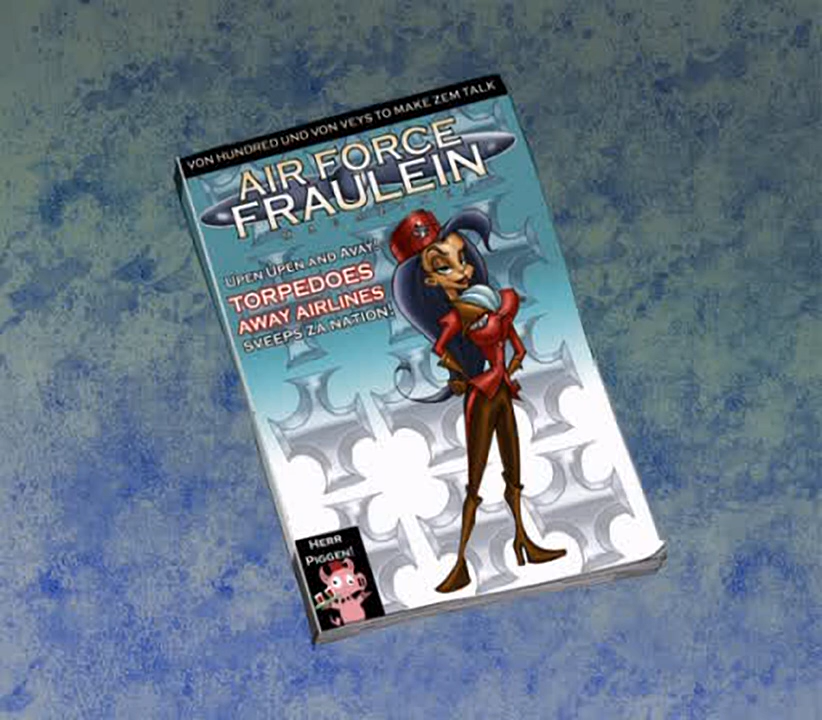 VON HUNDRED UND VON VEYS TO MAKE ZEM TALK
AIR FORCE
FRAULEIN
MAGAZINE
UPEN UPEN AND AVAY!
TORPEDOES
AWAY AIRLINES
SVEEPS ZA NATION!
HERR
PIGGEN!